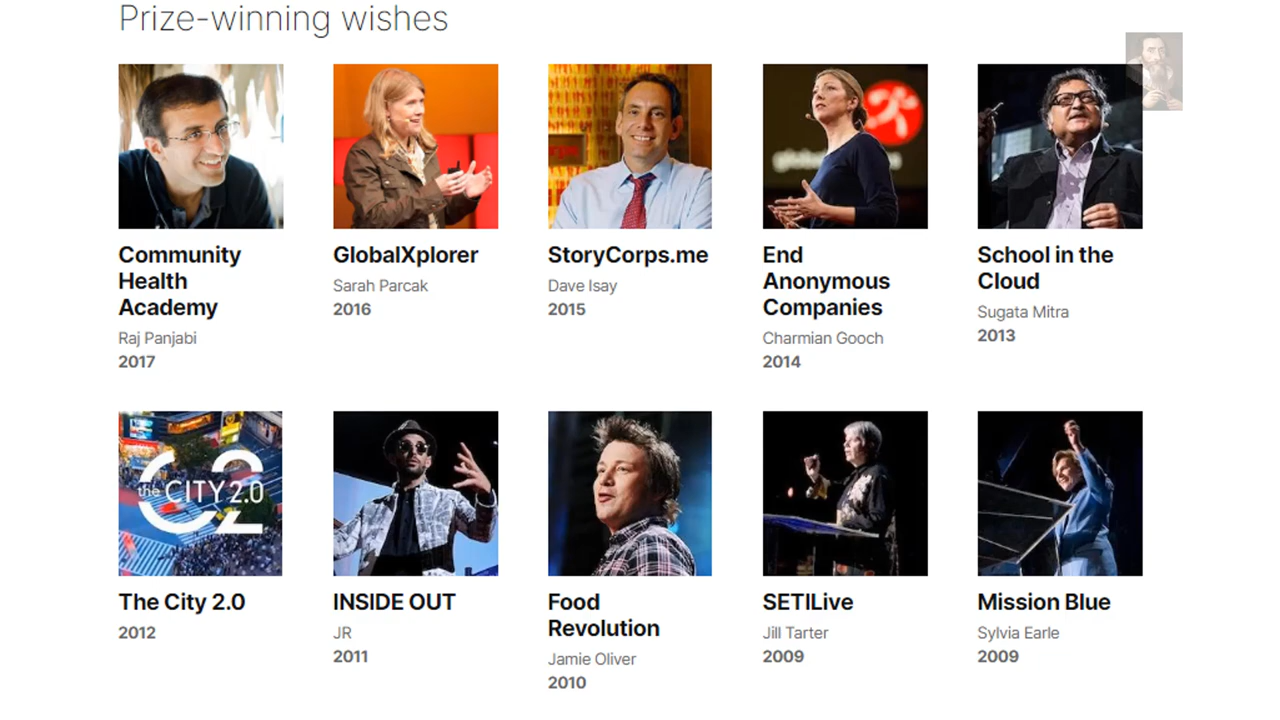 Prize-winning wishes
Community
Health
Academy
Raj Panjabi
2017
GlobalXplorer
Sarah Parcak
2016
StoryCorps.me
Dave Isay
2015
End
Anonymous
Companies
Charmian Gooch
2014
School in the
Cloud
Sugata Mitra
2013
the CITY 2.0
The City 2.0
2012
INSIDE OUT
JR
2011
Food
Revolution
Jamie Oliver
2010
SETILive
Jill Tarter
2009
Mission Blue
Sylvia Earle
2009